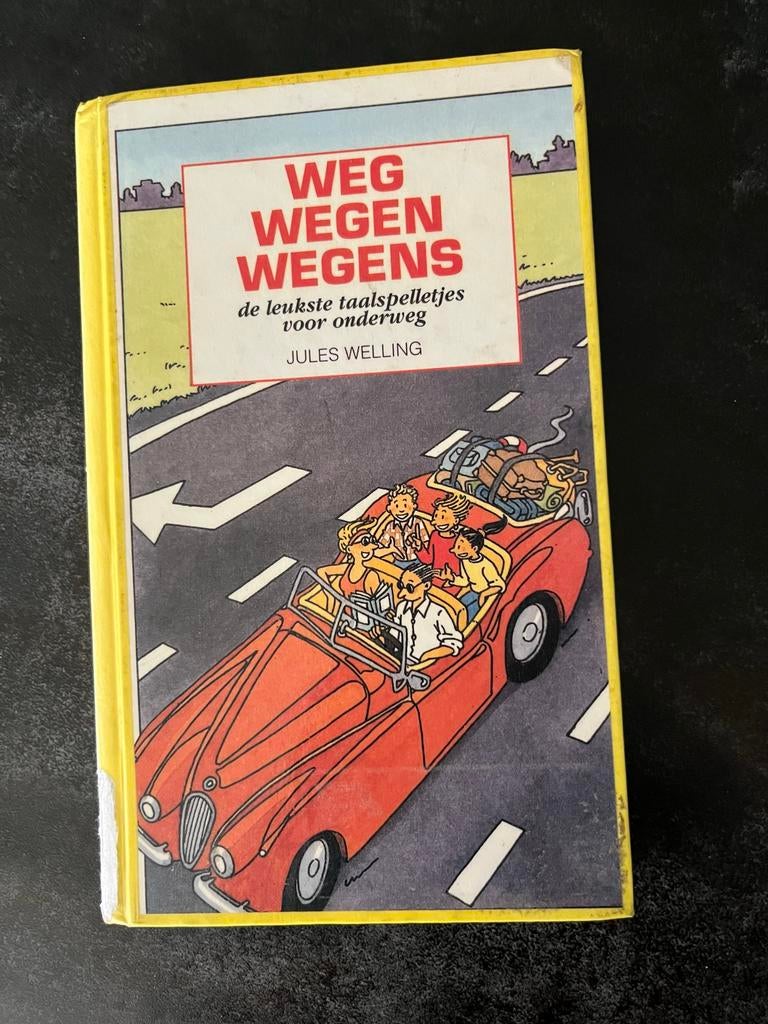 WEG
WEGEN
WEGENS
de leukste taalspelletjes
voor onderweg
JULES WELLING